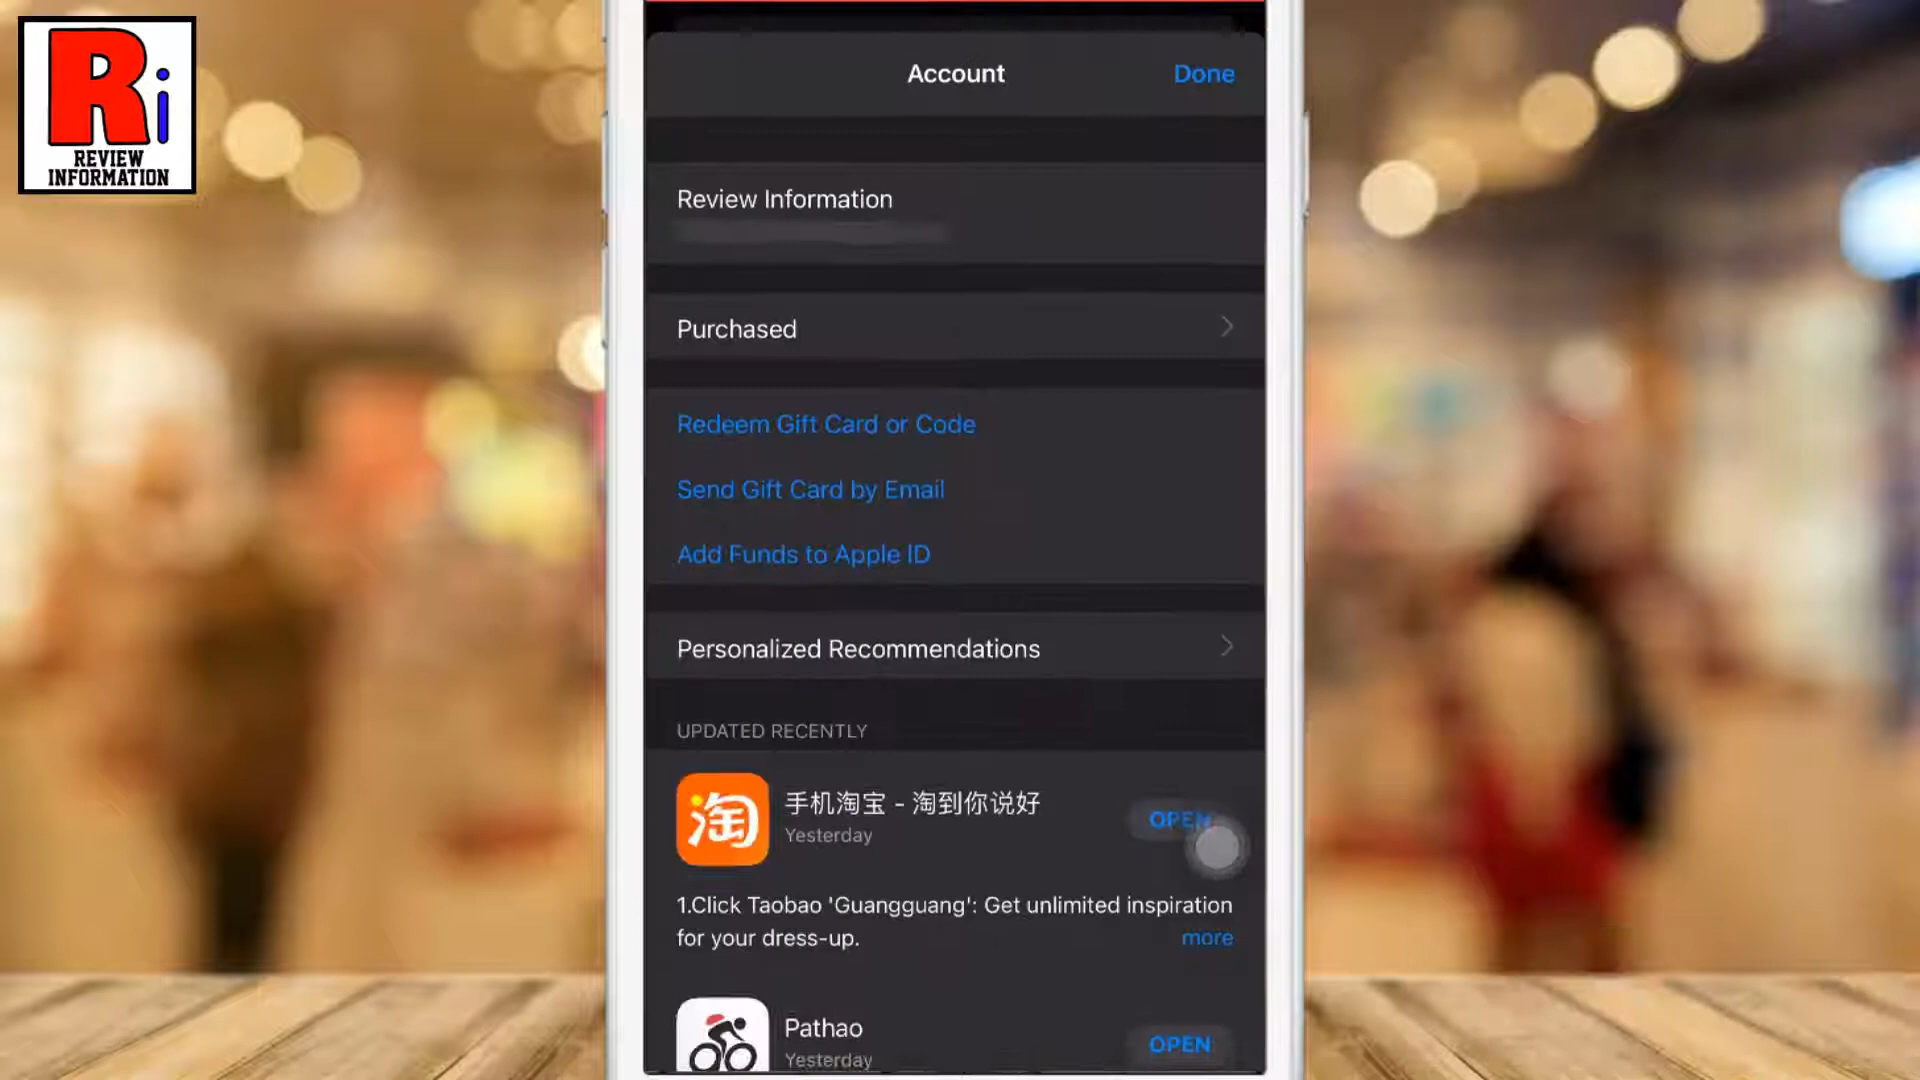 Ri
REVIEW
INFORMATION
Account
Done
Review Information
Purchased
Redeem Gift Card or Code
Send Gift Card by Email
Add Funds to Apple ID
Personalized Recommendations
UPDATED RECENTLY
淘
手机淘宝 - 淘到你说好
Yesterday
OPEN
1.Click Taobao 'Guangguang': Get unlimited inspiration
for your dress-up.
more
Pathao
Yesterday
OPEN